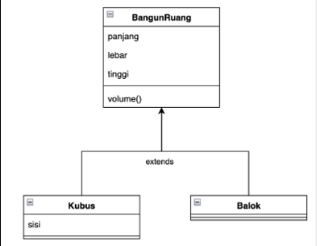 BangunRuang
panjang
lebar
tinggi
volume()
extends
Kubus
sisi
Balok